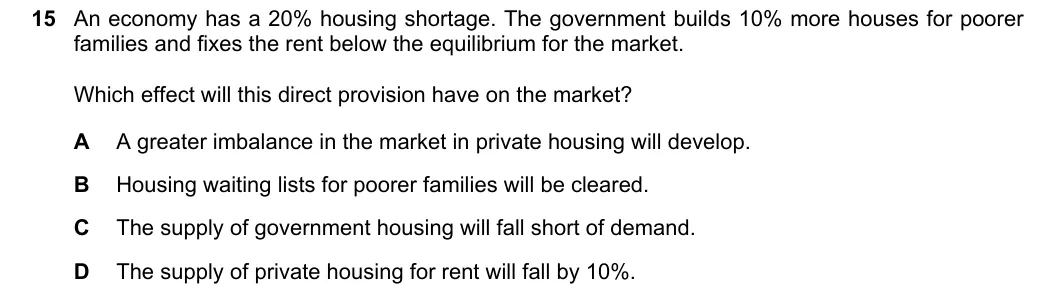 15 An economy has a 20% housing shortage. The government builds 10% more houses for poorer
families and fixes the rent below the equilibrium for the market.
Which effect will this direct provision have on the market?
A A greater imbalance in the market in private housing will develop.
B Housing waiting lists for poorer families will be cleared.
C The supply of government housing will fall short of demand.
D The supply of private housing for rent will fall by 10%.